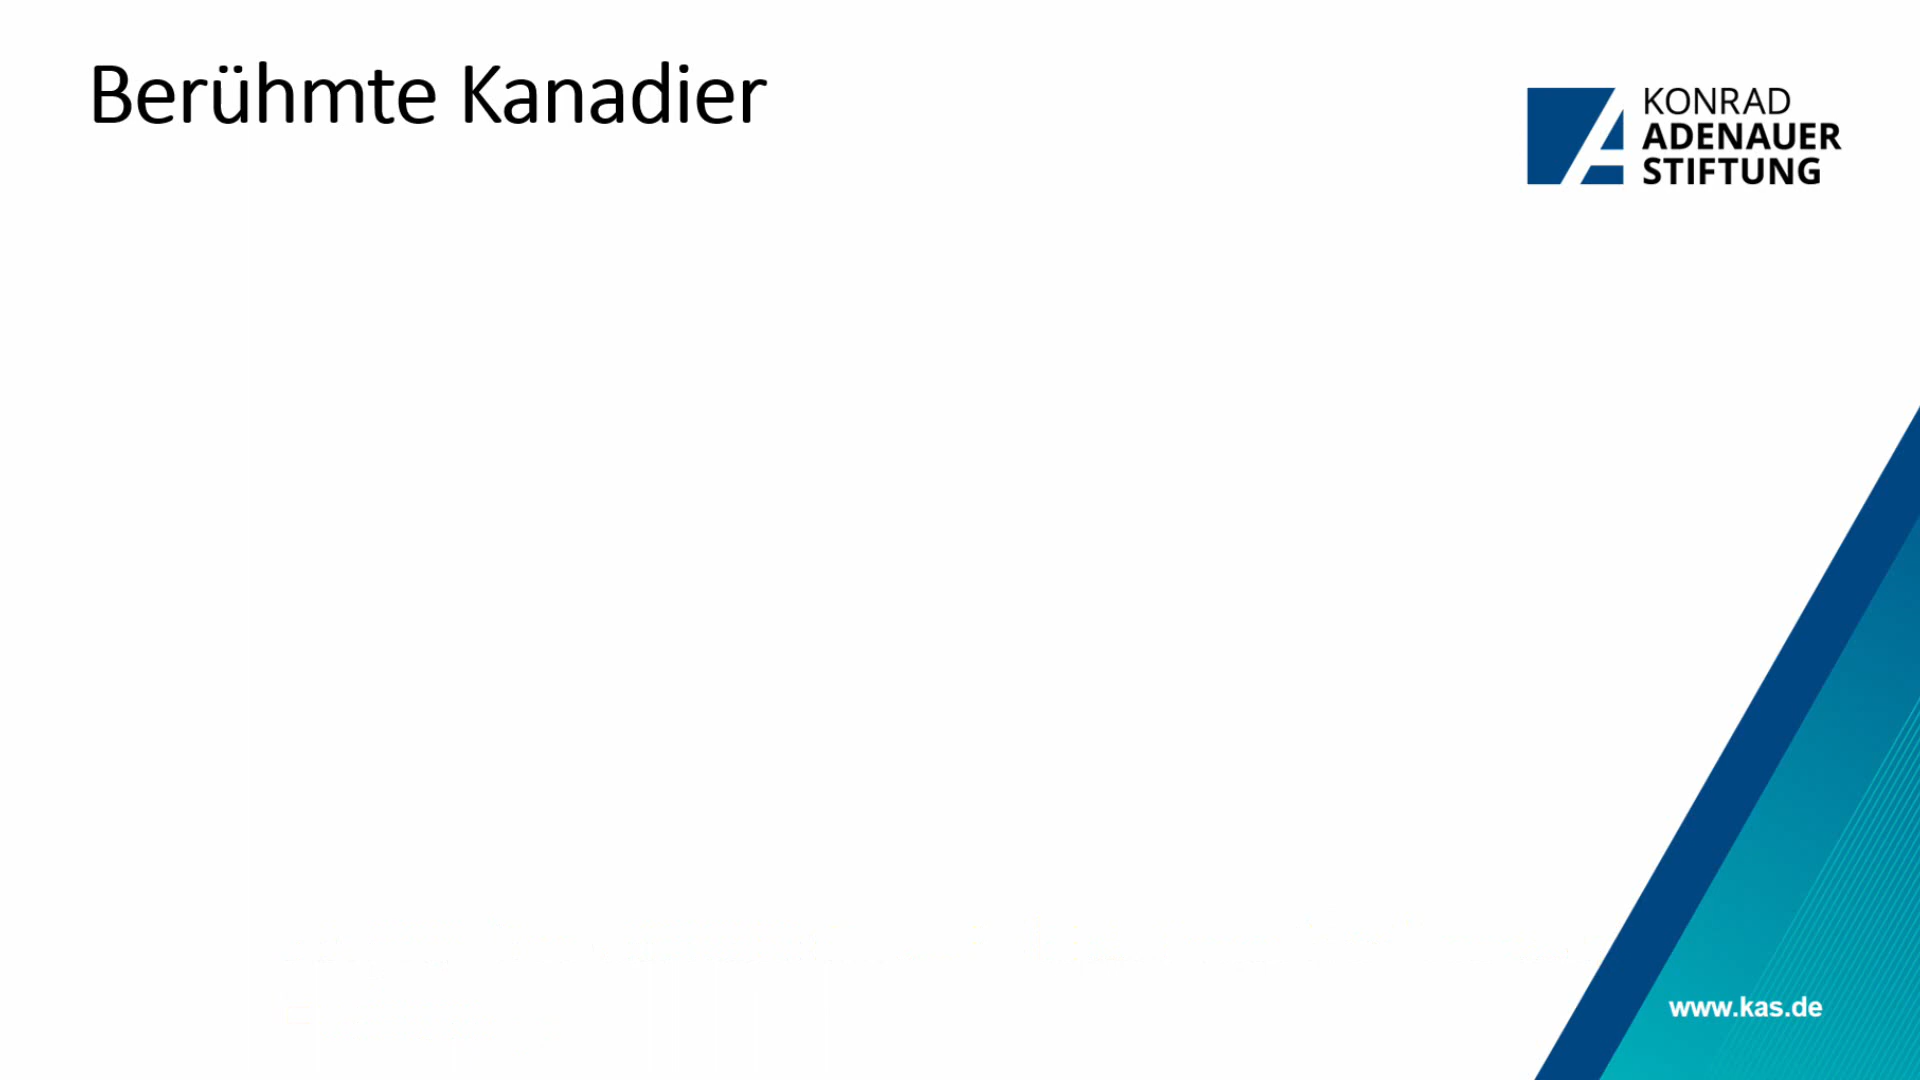 Berühmte Kanadier
KONRAD
ADENAUER
STIFTUNG
www.kas.de